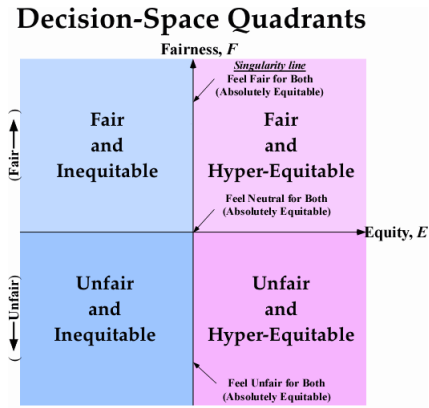 Decision-Space Quadrants
Fairness, F
Singularity line
Feel Fair for Both
(Absolutely Equitable)
Fair
and
Inequitable
Fair
and
Hyper-Equitable
(Fair→)
Feel Neutral for Both
(Absolutely Equitable)
Equity, E
Unfair
and
Inequitable
Unfair
and
Hyper-Equitable
(←Unfair)
Feel Unfair for Both
(Absolutely Equitable)